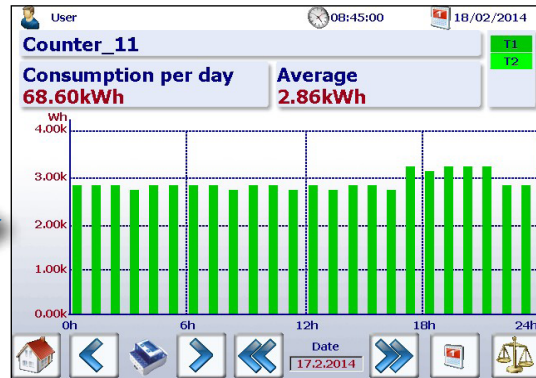 User 08:45:00 18/02/2014
Counter_11
T1
T2
Consumption per day
68.60kWh
Average
2.86kWh
Wh
4.00k
3.00k
2.00k
1.00k
0.00k
0h 6h 12h 18h 24h
Date
17.2.2014